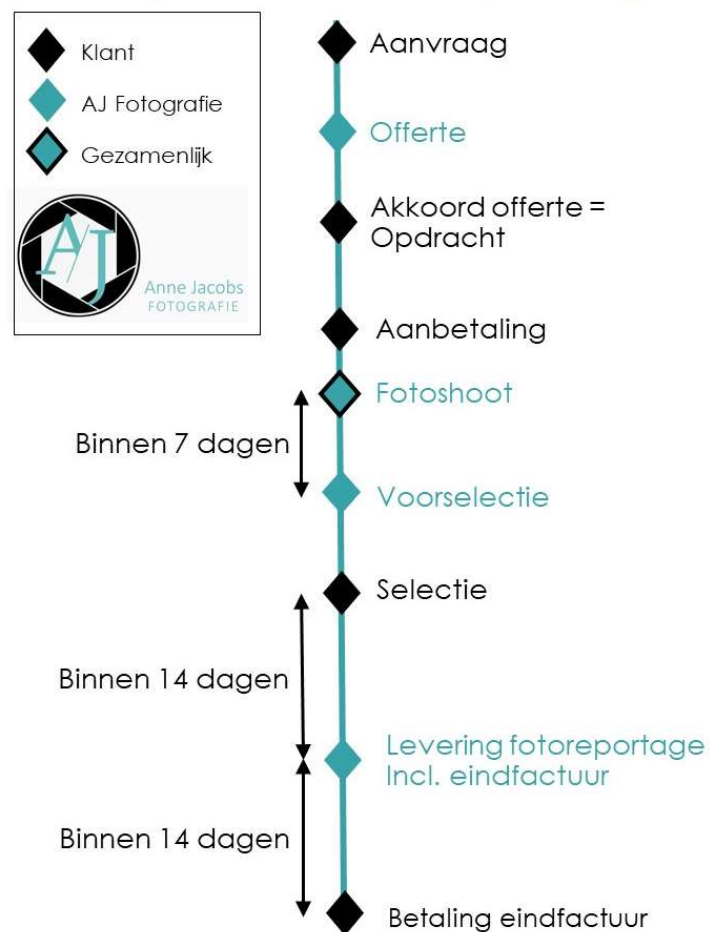 Klant
AJ Fotografie
Gezamenlijk
AJ
Anne Jacobs
FOTOGRAFIE
Aanvraag
Offerte
Akkoord offerte =
Opdracht
Aanbetaling
Fotoshoot
Binnen 7 dagen
Voorselectie
Selectie
Binnen 14 dagen
Levering fotoreportage
Incl. eindfactuur
Binnen 14 dagen
Betaling eindfactuur